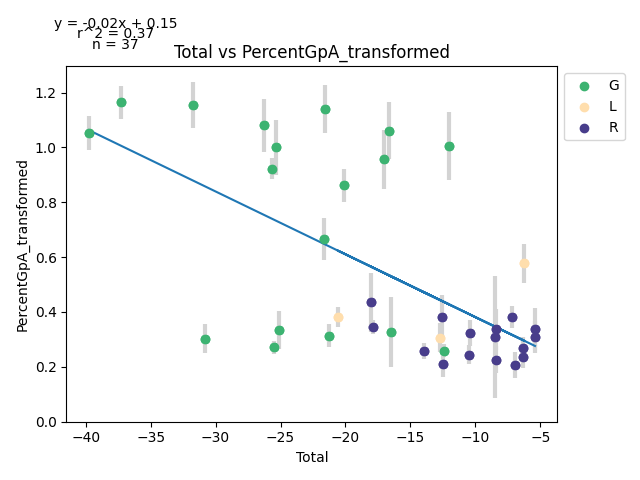 y = -0.02x + 0.15
r^2 = 0.37
n = 37
Total vs PercentGpA_transformed
G
L
R
1.2
1.0
0.8
0.6
0.4
0.2
0.0
PercentGpA_transformed
−40
−35
−30
−25
−20
−15
−10
−5
Total